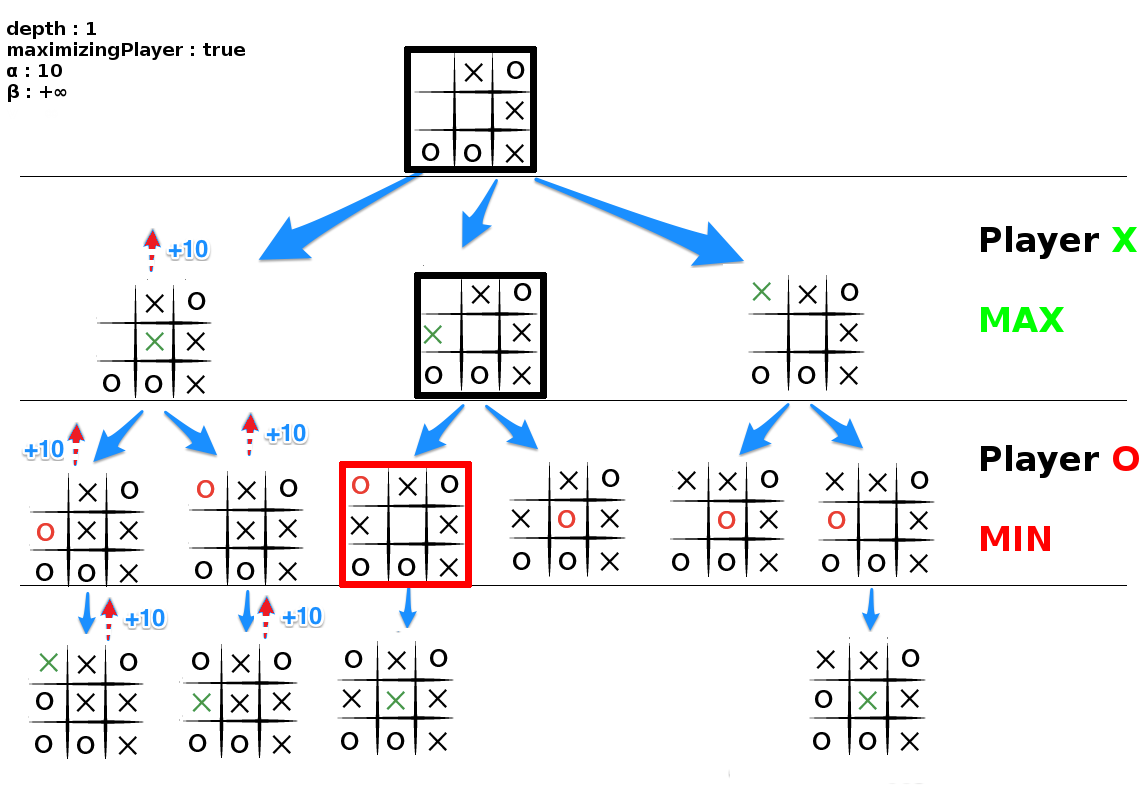 depth : 1
maximizingPlayer : true
α : 10
β : +∞
X O
X
O O X
+10
Player X
MAX
X O
X X
O O X
X O
X X
O O X
X X O
X
O O X
+10
+10
Player O
MIN
X O
O X X
O O X
O X O
X X
O O X
O X O
X X
O O X
X O
X O X
O O X
X X O
O X
O O X
X X O
O X
O O X
+10
+10
X X O
O X X
O O X
O X O
X X X
O O X
O X O
X X X
O O X
X X O
O X X
O O X